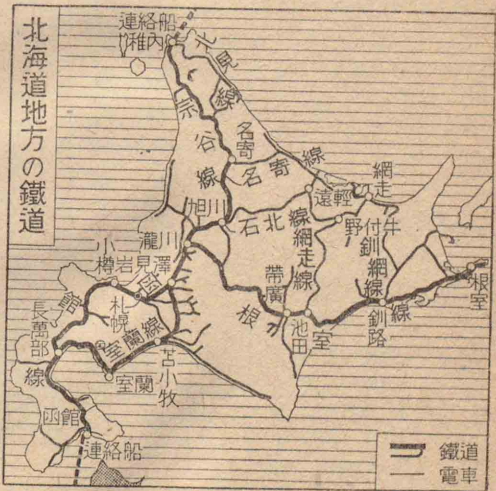 北海道地方の鐵道
連絡船
稚内
北見線
宗谷線
名寄
名寄線
遠輕
網走
野付牛
旭川
石北線
網走線
釧網線
瀧川
岩見澤
小樽
札幌
函館線
長萬部
室蘭線
室蘭
苫小牧
函館
連絡船
帶廣
池田
根室線
釧路
根室
鐵道
電車